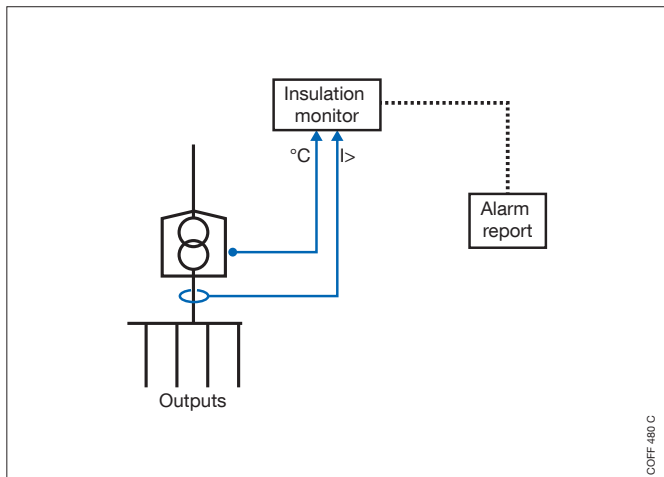 Insulation
monitor
°C
I>
Alarm
report
Outputs
COFF 480 C